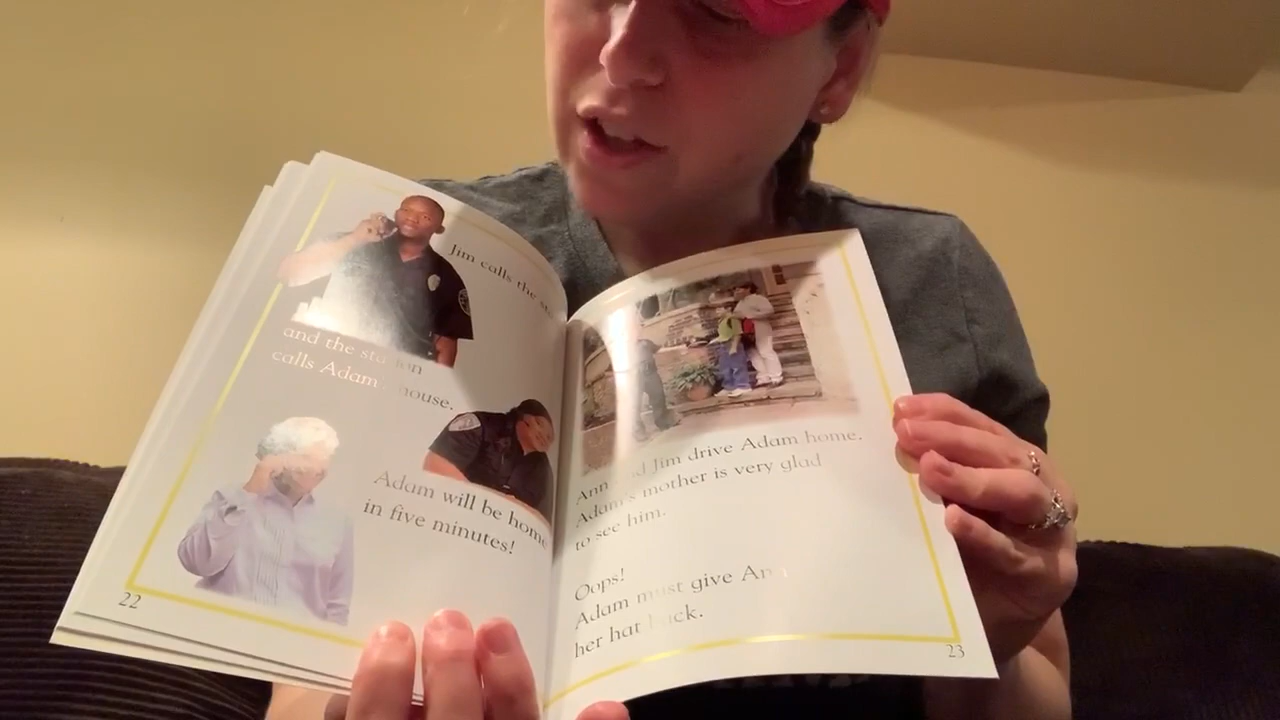 Jim calls the
and the station
calls Adam's house.
Adam will be home
in five minutes!
22
Ann and Jim drive Adam home.
Adam's mother is very glad
to see him.
Oops!
Adam must give Ann
her hat back.
23